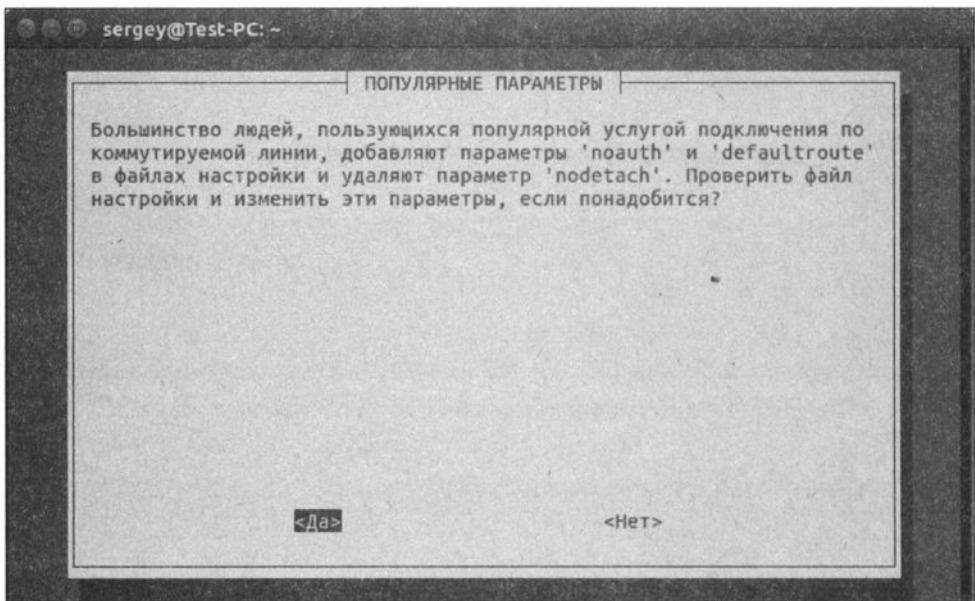 sergey@Test-PC: ~
ПОПУЛЯРНЫЕ ПАРАМЕТРЫ
Большинство людей, пользующихся популярной услугой подключения по
коммутируемой линии, добавляют параметры 'noauth' и 'defaultroute'
в файлах настройки и удаляют параметр 'nodetach'. Проверить файл
настройки и изменить эти параметры, если понадобится?
<Да>
<Нет>